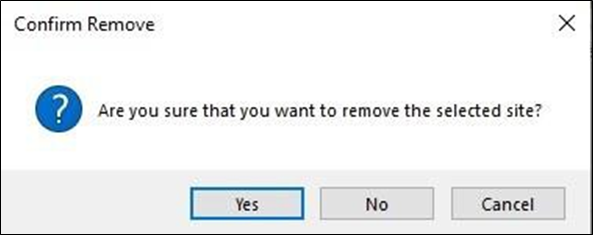 Confirm Remove
Are you sure that you want to remove the selected site?
Yes No Cancel